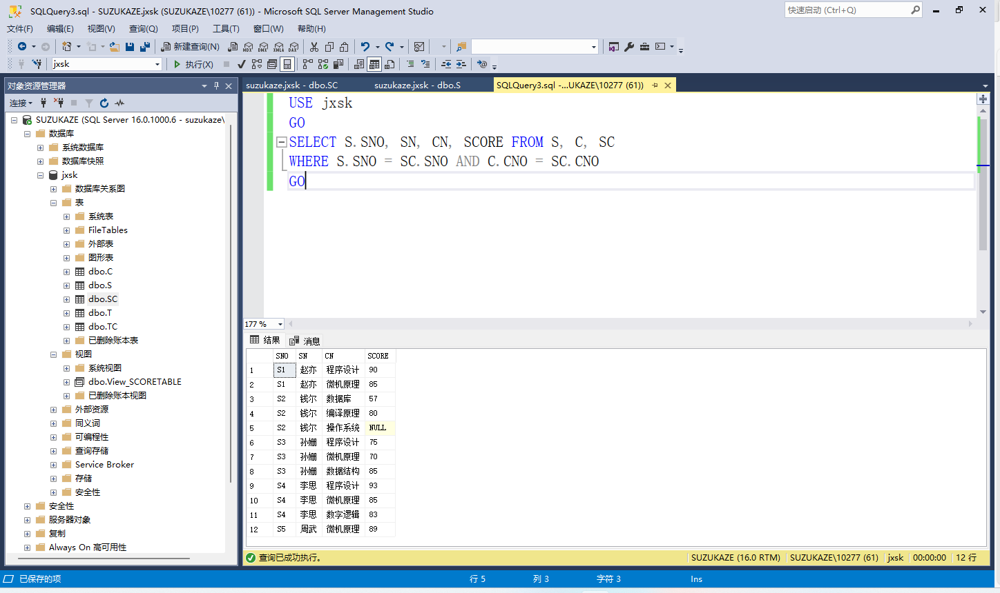 SQLQuery3.sql - SUZUKAZE.jxsk (SUZUKAZE\10277 (61)) - Microsoft SQL Server Management Studio
快速启动 (Ctrl+Q)
文件(F) 编辑(E) 视图(V) 查询(Q) 项目(P) 工具(T) 窗口(W) 帮助(H)
新建查询(N) MDX DMX XMLA DAX
jxsk 执行(X)
对象资源管理器
连接
SUZUKAZE (SQL Server 16.0.1000.6 - suzukaze\
数据库
系统数据库
数据库快照
jxsk
数据库关系图
表
系统表
FileTables
外部表
图形表
dbo.C
dbo.S
dbo.SC
dbo.T
dbo.TC
已删除账本表
视图
系统视图
dbo.View_SCORETABLE
已删除账本视图
外部资源
同义词
可编程性
查询存储
Service Broker
存储
安全性
安全性
服务器对象
复制
Always On 高可用性
suzukaze.jxsk - dbo.SC suzukaze.jxsk - dbo.S SQLQuery3.sql -...UKAZE\10277 (61))
USE jxsk
GO
SELECT S.SNO, SN, CN, SCORE FROM S, C, SC
WHERE S.SNO = SC.SNO AND C.CNO = SC.CNO
GO
177 %
结果 消息
SNO SN CN SCORE
1 S1 赵亦 程序设计 90
2 S1 赵亦 微机原理 85
3 S2 钱尔 数据库 57
4 S2 钱尔 编译原理 80
5 S2 钱尔 操作系统 NULL
6 S3 孙姗 程序设计 75
7 S3 孙姗 微机原理 70
8 S3 孙姗 数据结构 85
9 S4 李思 程序设计 93
10 S4 李思 微机原理 85
11 S4 李思 数字逻辑 83
12 S5 周武 微机原理 89
查询已成功执行。 SUZUKAZE (16.0 RTM) SUZUKAZE\10277 (61) jxsk 00:00:00 12 行
已保存的项 行 5 列 3 字符 3 Ins